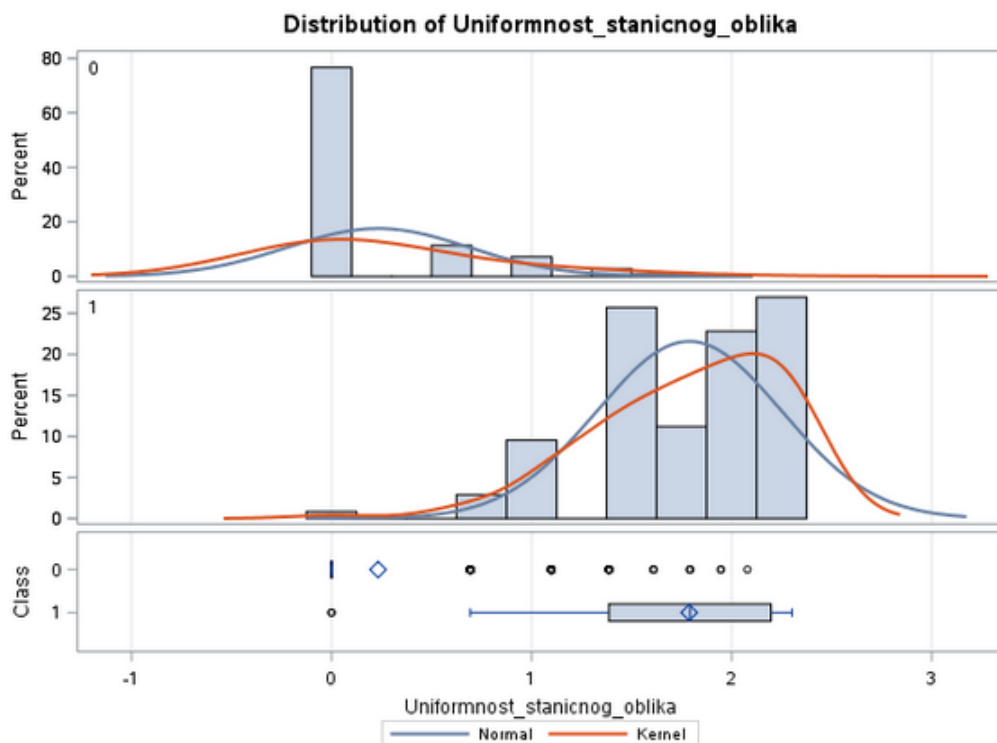 Distribution of Uniformnost_stanicnog_oblika
0
Percent
80
60
40
20
0
1
Percent
25
20
15
10
5
0
Class
0
1
-1 0 1 2 3
Uniformnost_stanicnog_oblika
Normal Kernel